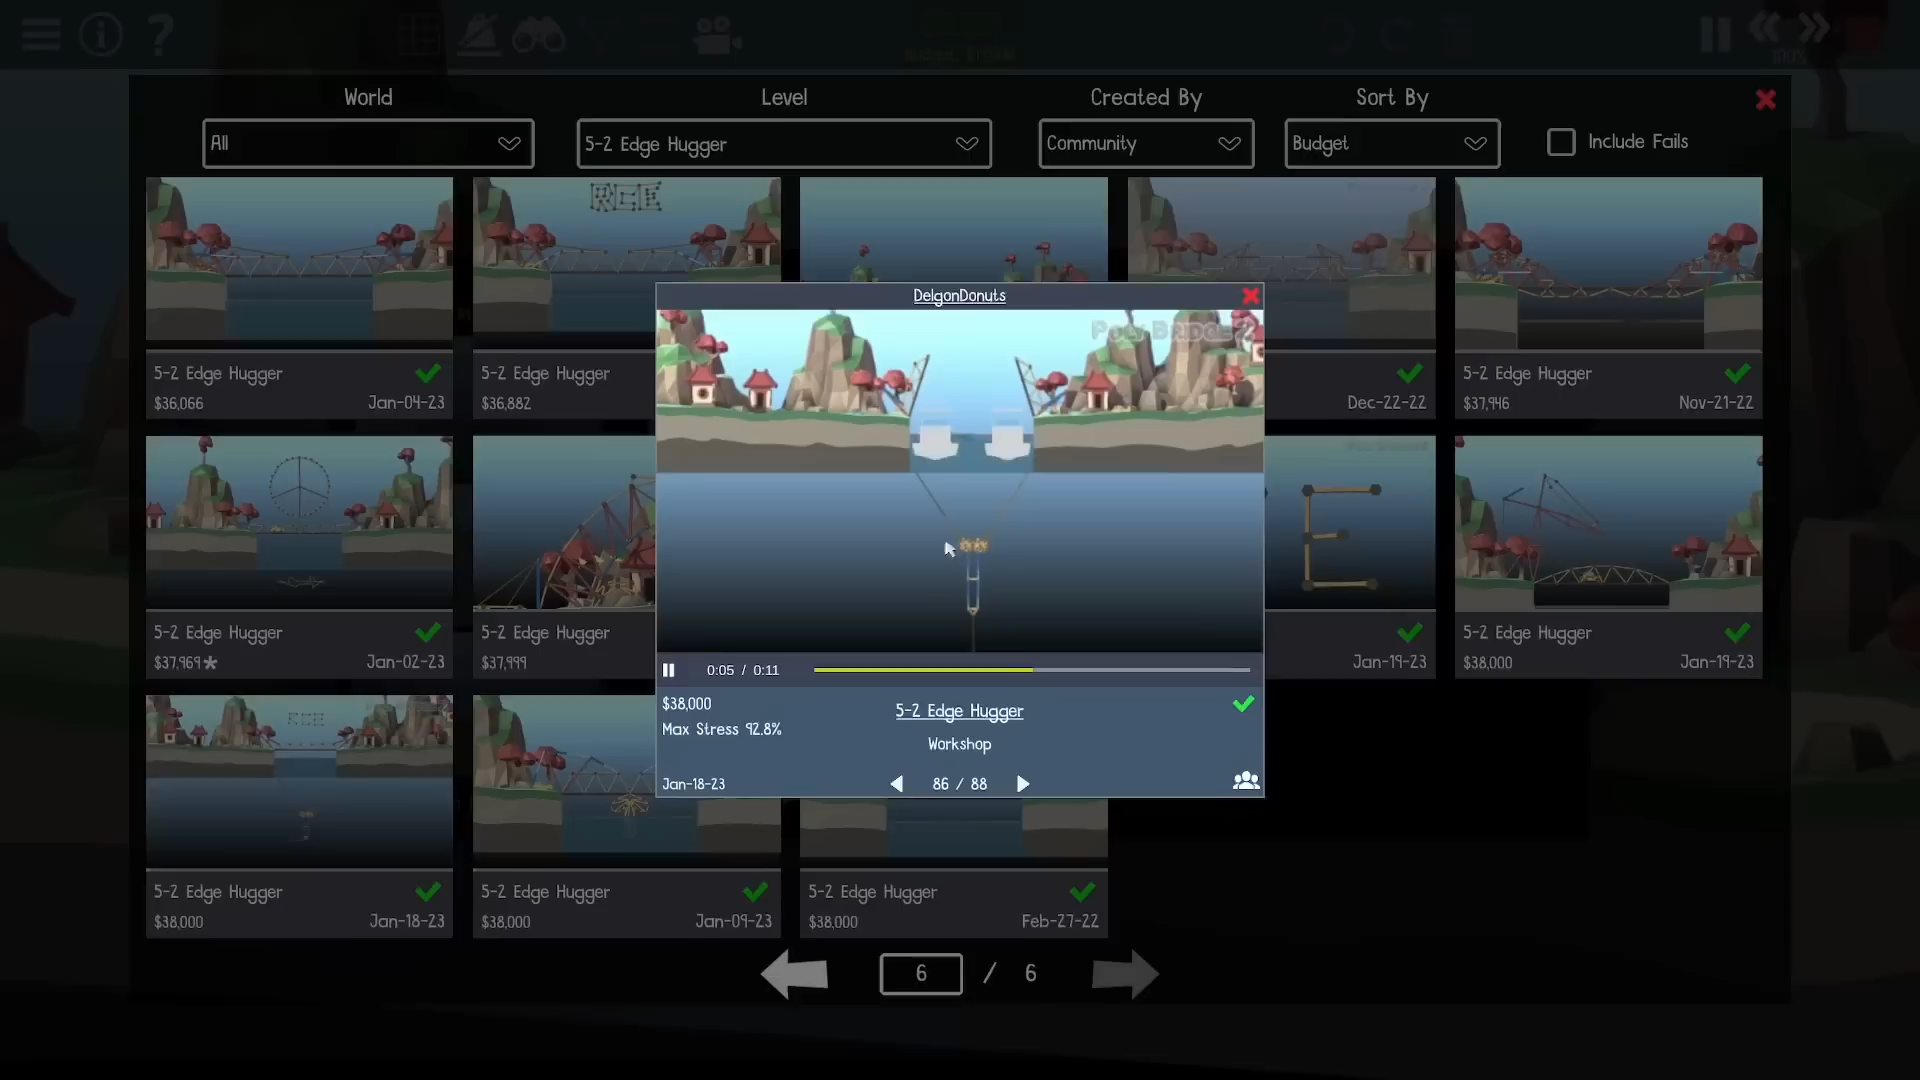 World
Level
Created By
Sort By
All
5-2 Edge Hugger
Community
Budget
Include Fails
RCE
5-2 Edge Hugger
$36,066
Jan-04-23
5-2 Edge Hugger
$36,882
Dec-22-22
5-2 Edge Hugger
$37,946
Nov-21-22
DelgonDonuts
POLY BRIDGE 2
0:05 / 0:11
$38,000
Max Stress 92.8%
5-2 Edge Hugger
Workshop
Jan-18-23
86 / 88
5-2 Edge Hugger
$37,969*
Jan-02-23
5-2 Edge Hugger
$37,999
E
Jan-19-23
5-2 Edge Hugger
$38,000
Jan-19-23
RCE
5-2 Edge Hugger
$38,000
Jan-18-23
5-2 Edge Hugger
$38,000
Jan-09-23
5-2 Edge Hugger
$38,000
Feb-27-22
6 / 6